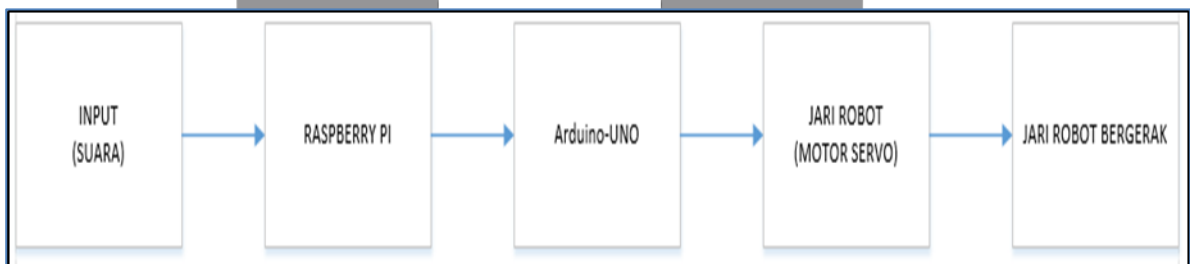 INPUT
(SUARA)
RASPBERRY PI
Arduino-UNO
JARI ROBOT
(MOTOR SERVO)
JARI ROBOT BERGERAK